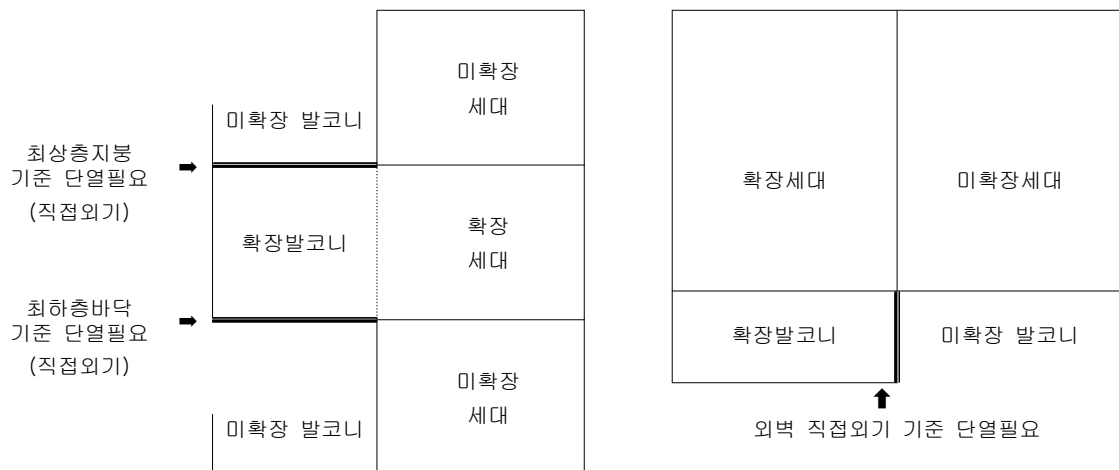 미확장
세대
미확장 발코니
최상층지붕
기준 단열필요
(직접외기)
확장발코니
확장
세대
최하층바닥
기준 단열필요
(직접외기)
미확장
세대
미확장 발코니
확장세대
미확장세대
확장발코니
미확장 발코니
외벽 직접외기 기준 단열필요